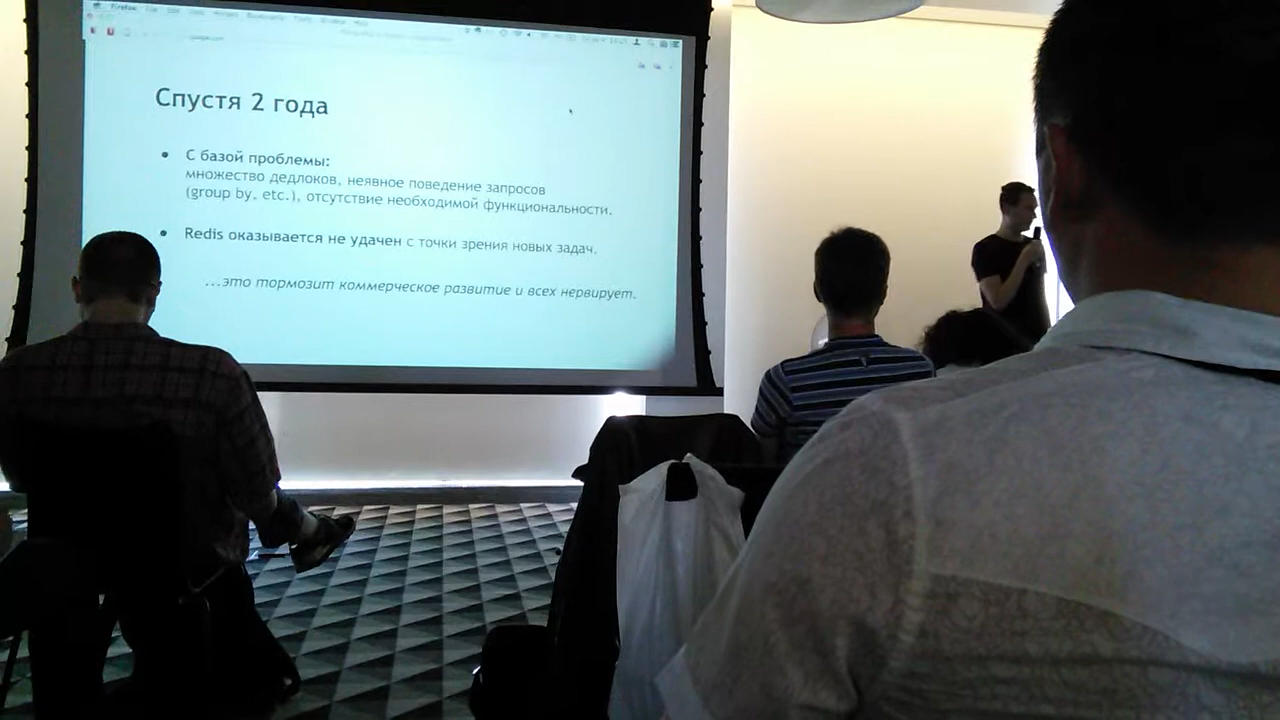 Firefox
Спустя 2 года
• С базой проблемы:
множество дедлоков, неявное поведение запросов
(group by, etc.), отсутствие необходимой функциональности.
• Redis оказывается не удачен с точки зрения новых задач.
...это тормозит коммерческое развитие и всех нервирует.